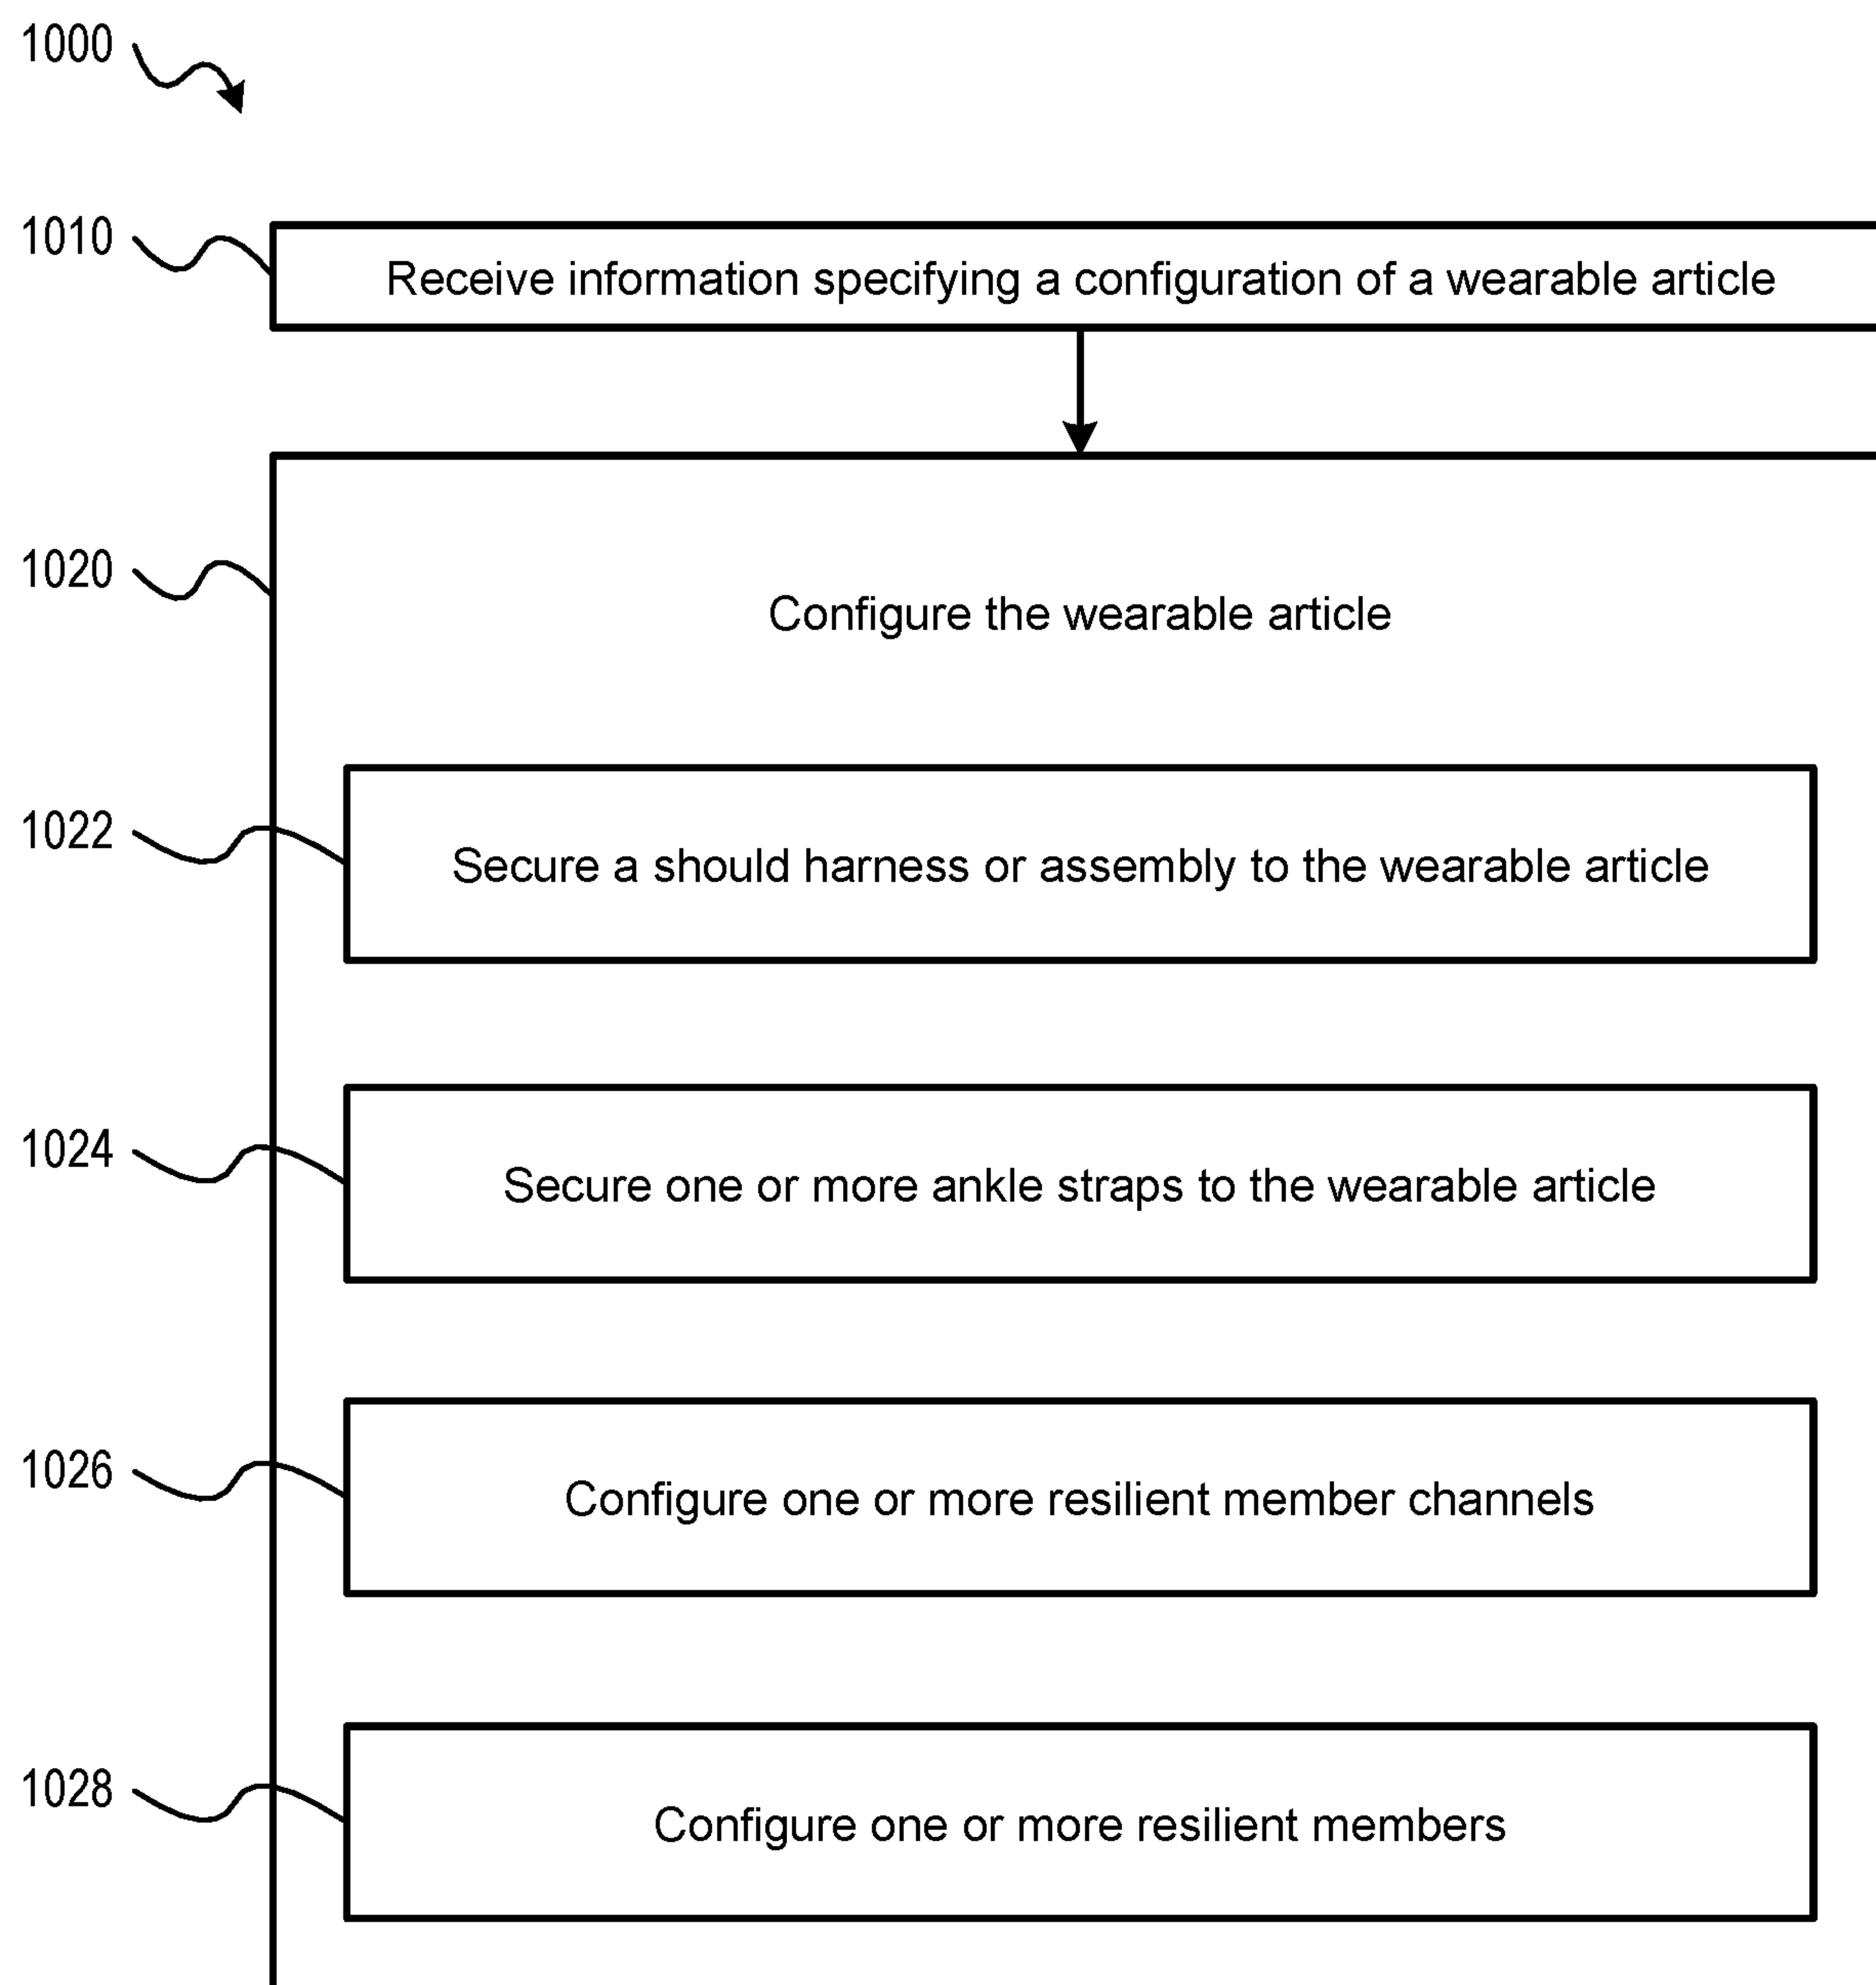 1000
1010
Receive information specifying a configuration of a wearable article
1020
Configure the wearable article
1022
Secure a should harness or assembly to the wearable article
1024
Secure one or more ankle straps to the wearable article
1026
Configure one or more resilient member channels
1028
Configure one or more resilient members